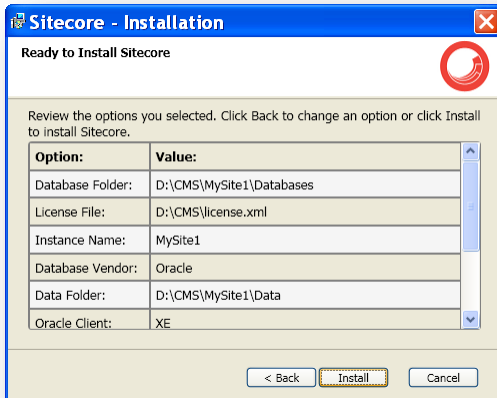 Sitecore - Installation
Ready to Install Sitecore
Review the options you selected. Click Back to change an option or click Install
to install Sitecore.
Option: Value:
Database Folder: D:\CMS\MySite1\Databases
License File: D:\CMS\license.xml
Instance Name: MySite1
Database Vendor: Oracle
Data Folder: D:\CMS\MySite1\Data
Oracle Client: XE
< Back Install Cancel